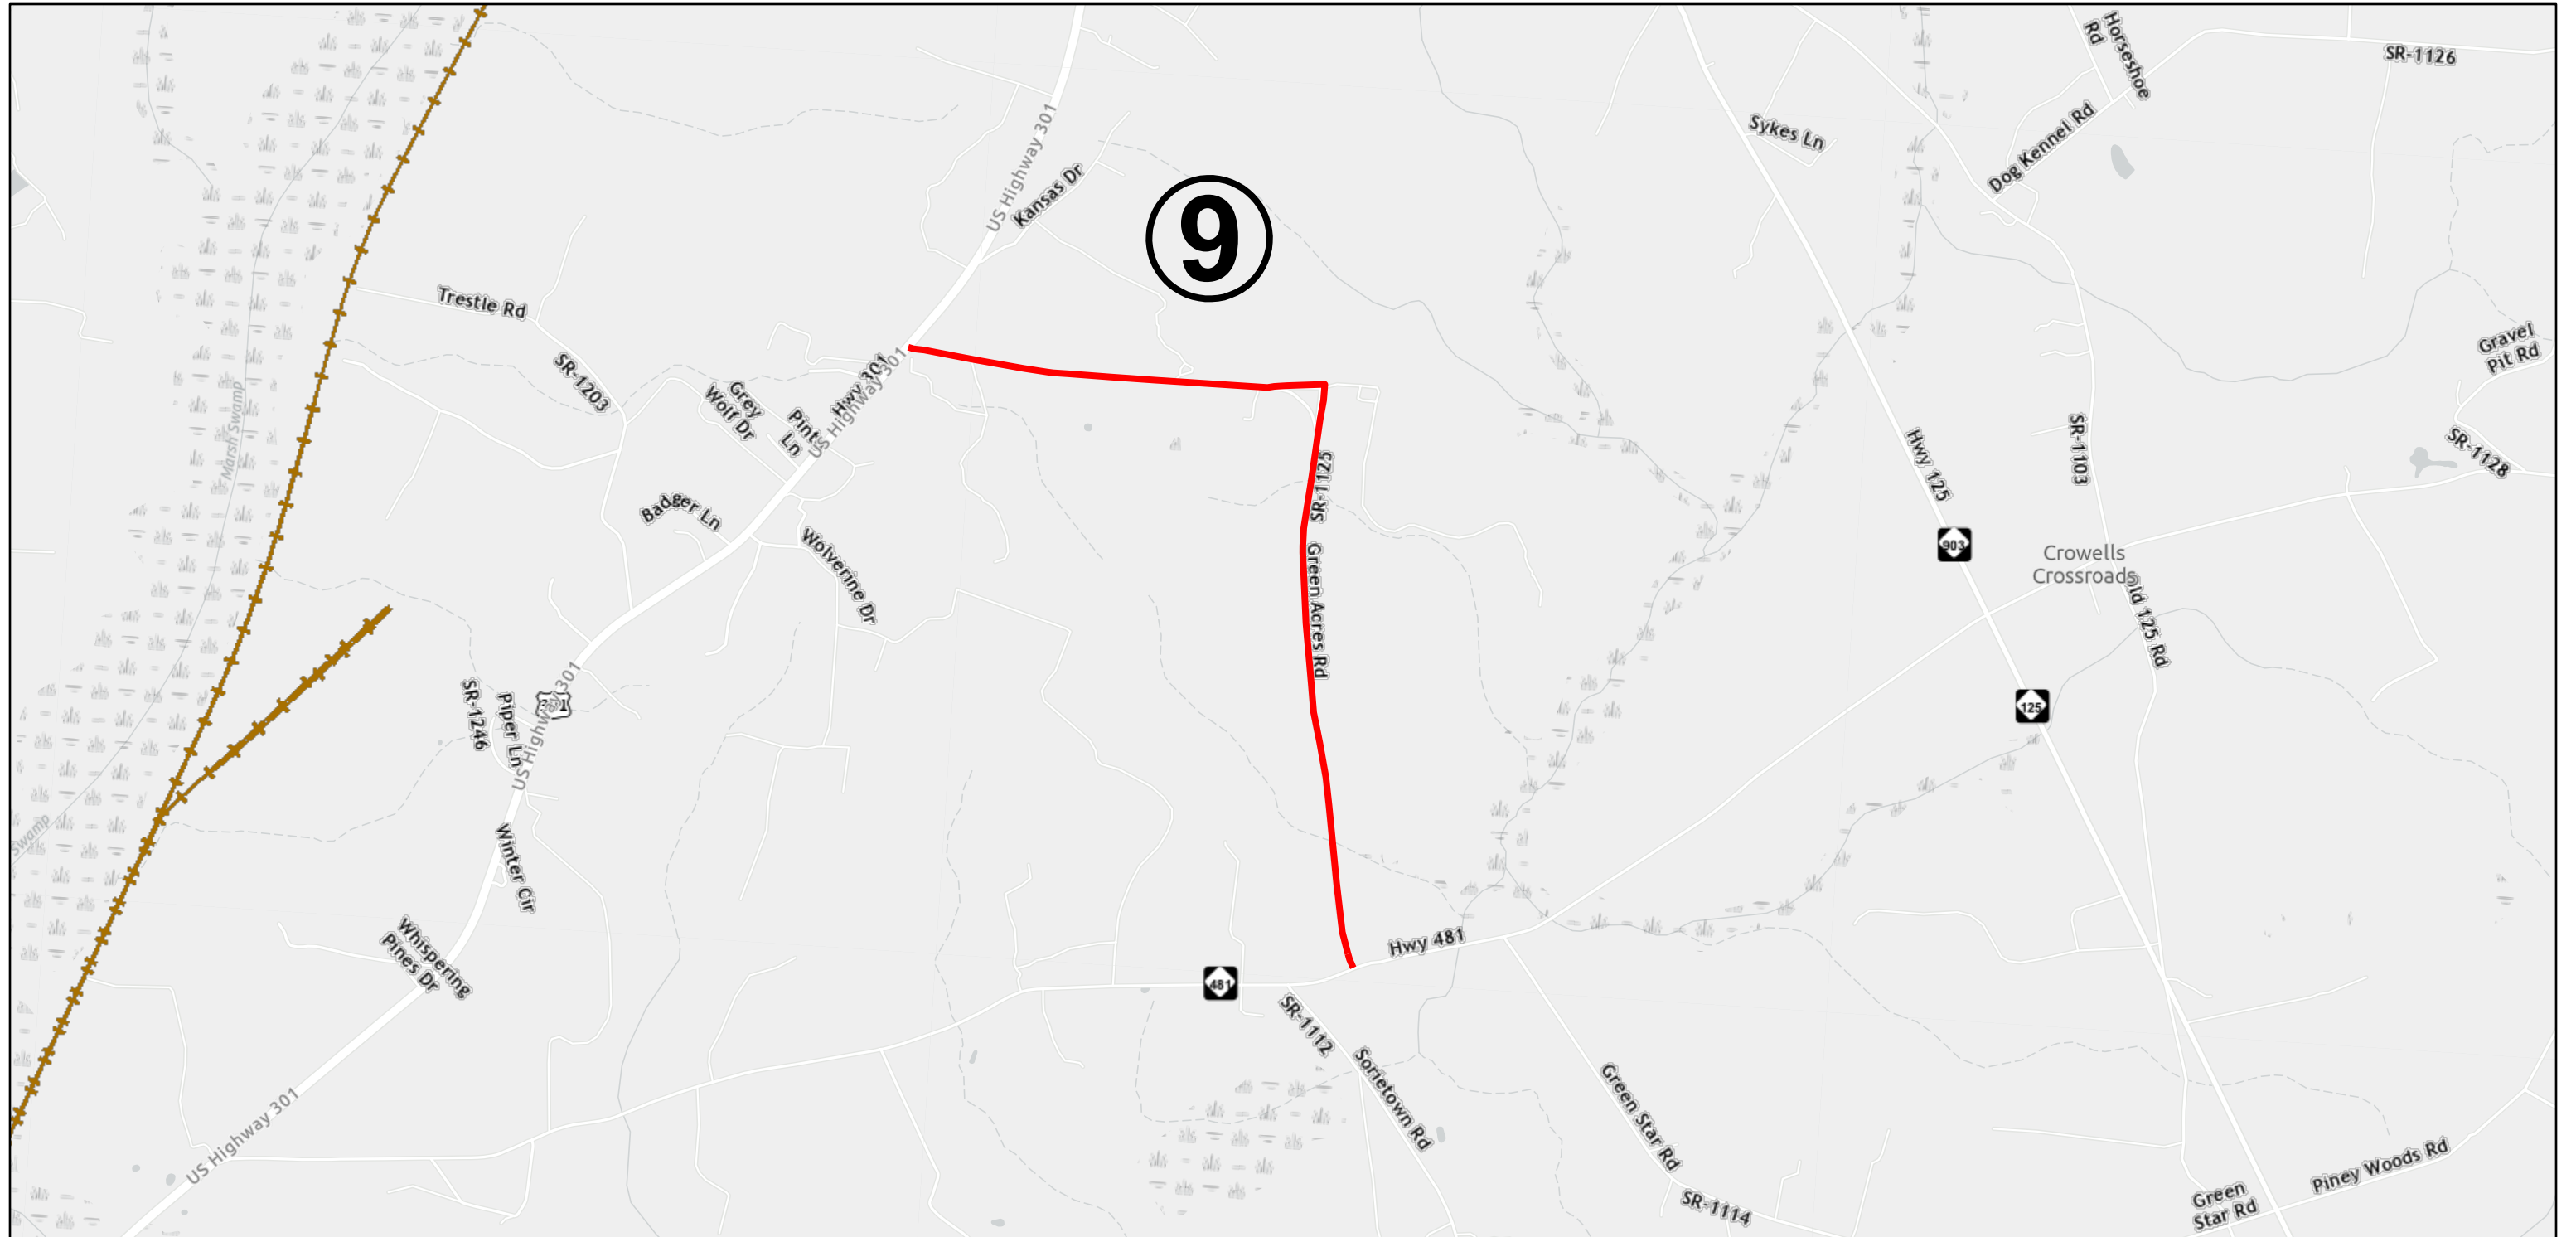 SR-1126
Horseshoe
Rd
Sykes Ln
Dog Kennel Rd
US Highway 301
Kansas Dr
9
Trestle Rd
SR-1203
Grey
Wolf Dr
Pinto
Ln
Hwy 301
US Highway 301
Gravel
Pit Rd
SR-1128
Marsh Swamp
SR-1125
Hwy 125
SR-1103
Badger Ln
Wolverine Dr
Green Acres Rd
903
Crowells
Crossroads
Old 125 Rd
SR-1246
Piper Ln
US Highway 301
125
Swamp
Winter Cir
Whispering
Pines Dr
Hwy 481
481
SR-1112
Sorietown Rd
Green Star Rd
US Highway 301
SR-1114
Green
Star Rd
Piney Woods Rd